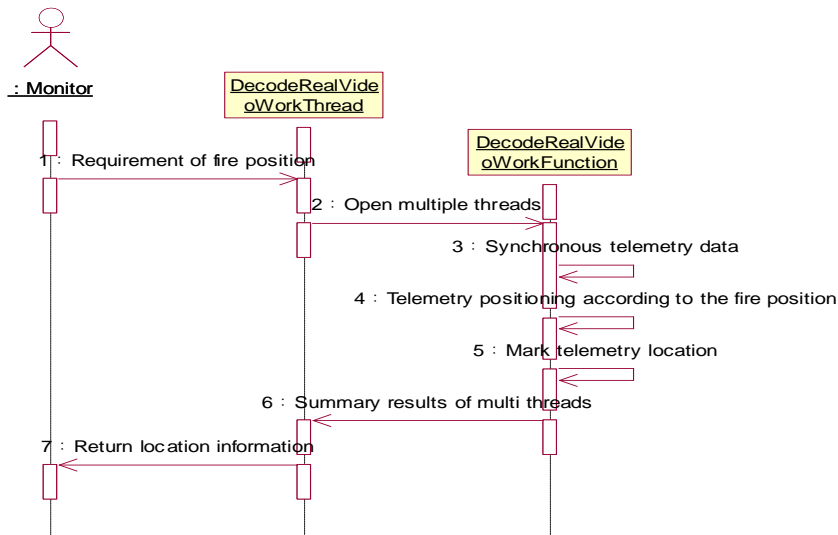 : Monitor
DecodeRealVide
oWorkThread
DecodeRealVide
oWorkFunction
1：Requirement of fire position
2：Open multiple threads
3：Synchronous telemetry data
4：Telemetry positioning according to the fire position
5：Mark telemetry location
6：Summary results of multi threads
7：Return location information